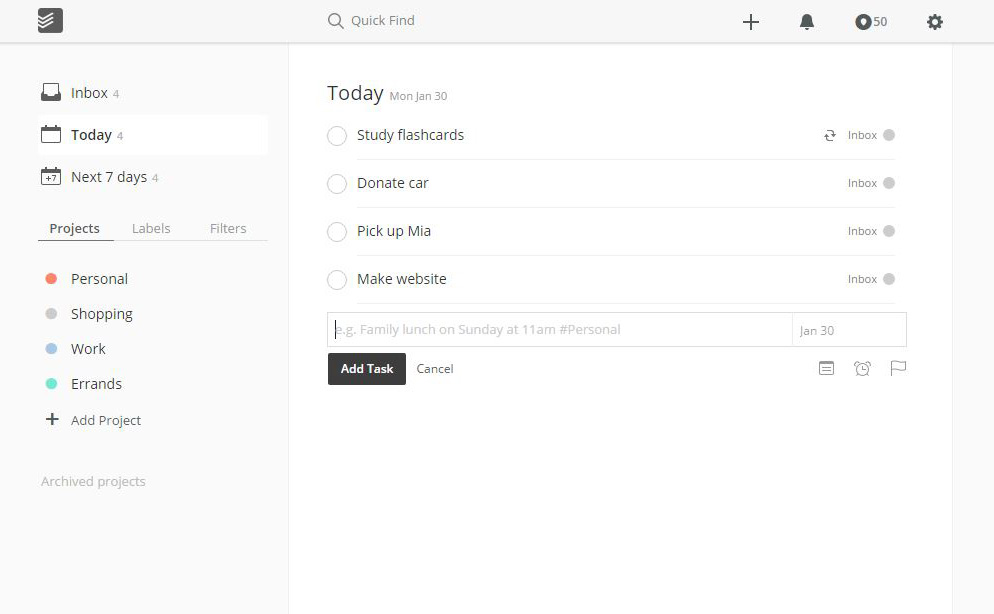 Quick Find
50
Inbox 4
Today 4
+7 Next 7 days 4
Projects Labels Filters
Personal
Shopping
Work
Errands
+ Add Project
Archived projects
Today Mon Jan 30
Study flashcards Inbox
Donate car Inbox
Pick up Mia Inbox
Make website Inbox
e.g. Family lunch on Sunday at 11am #Personal Jan 30
Add Task Cancel